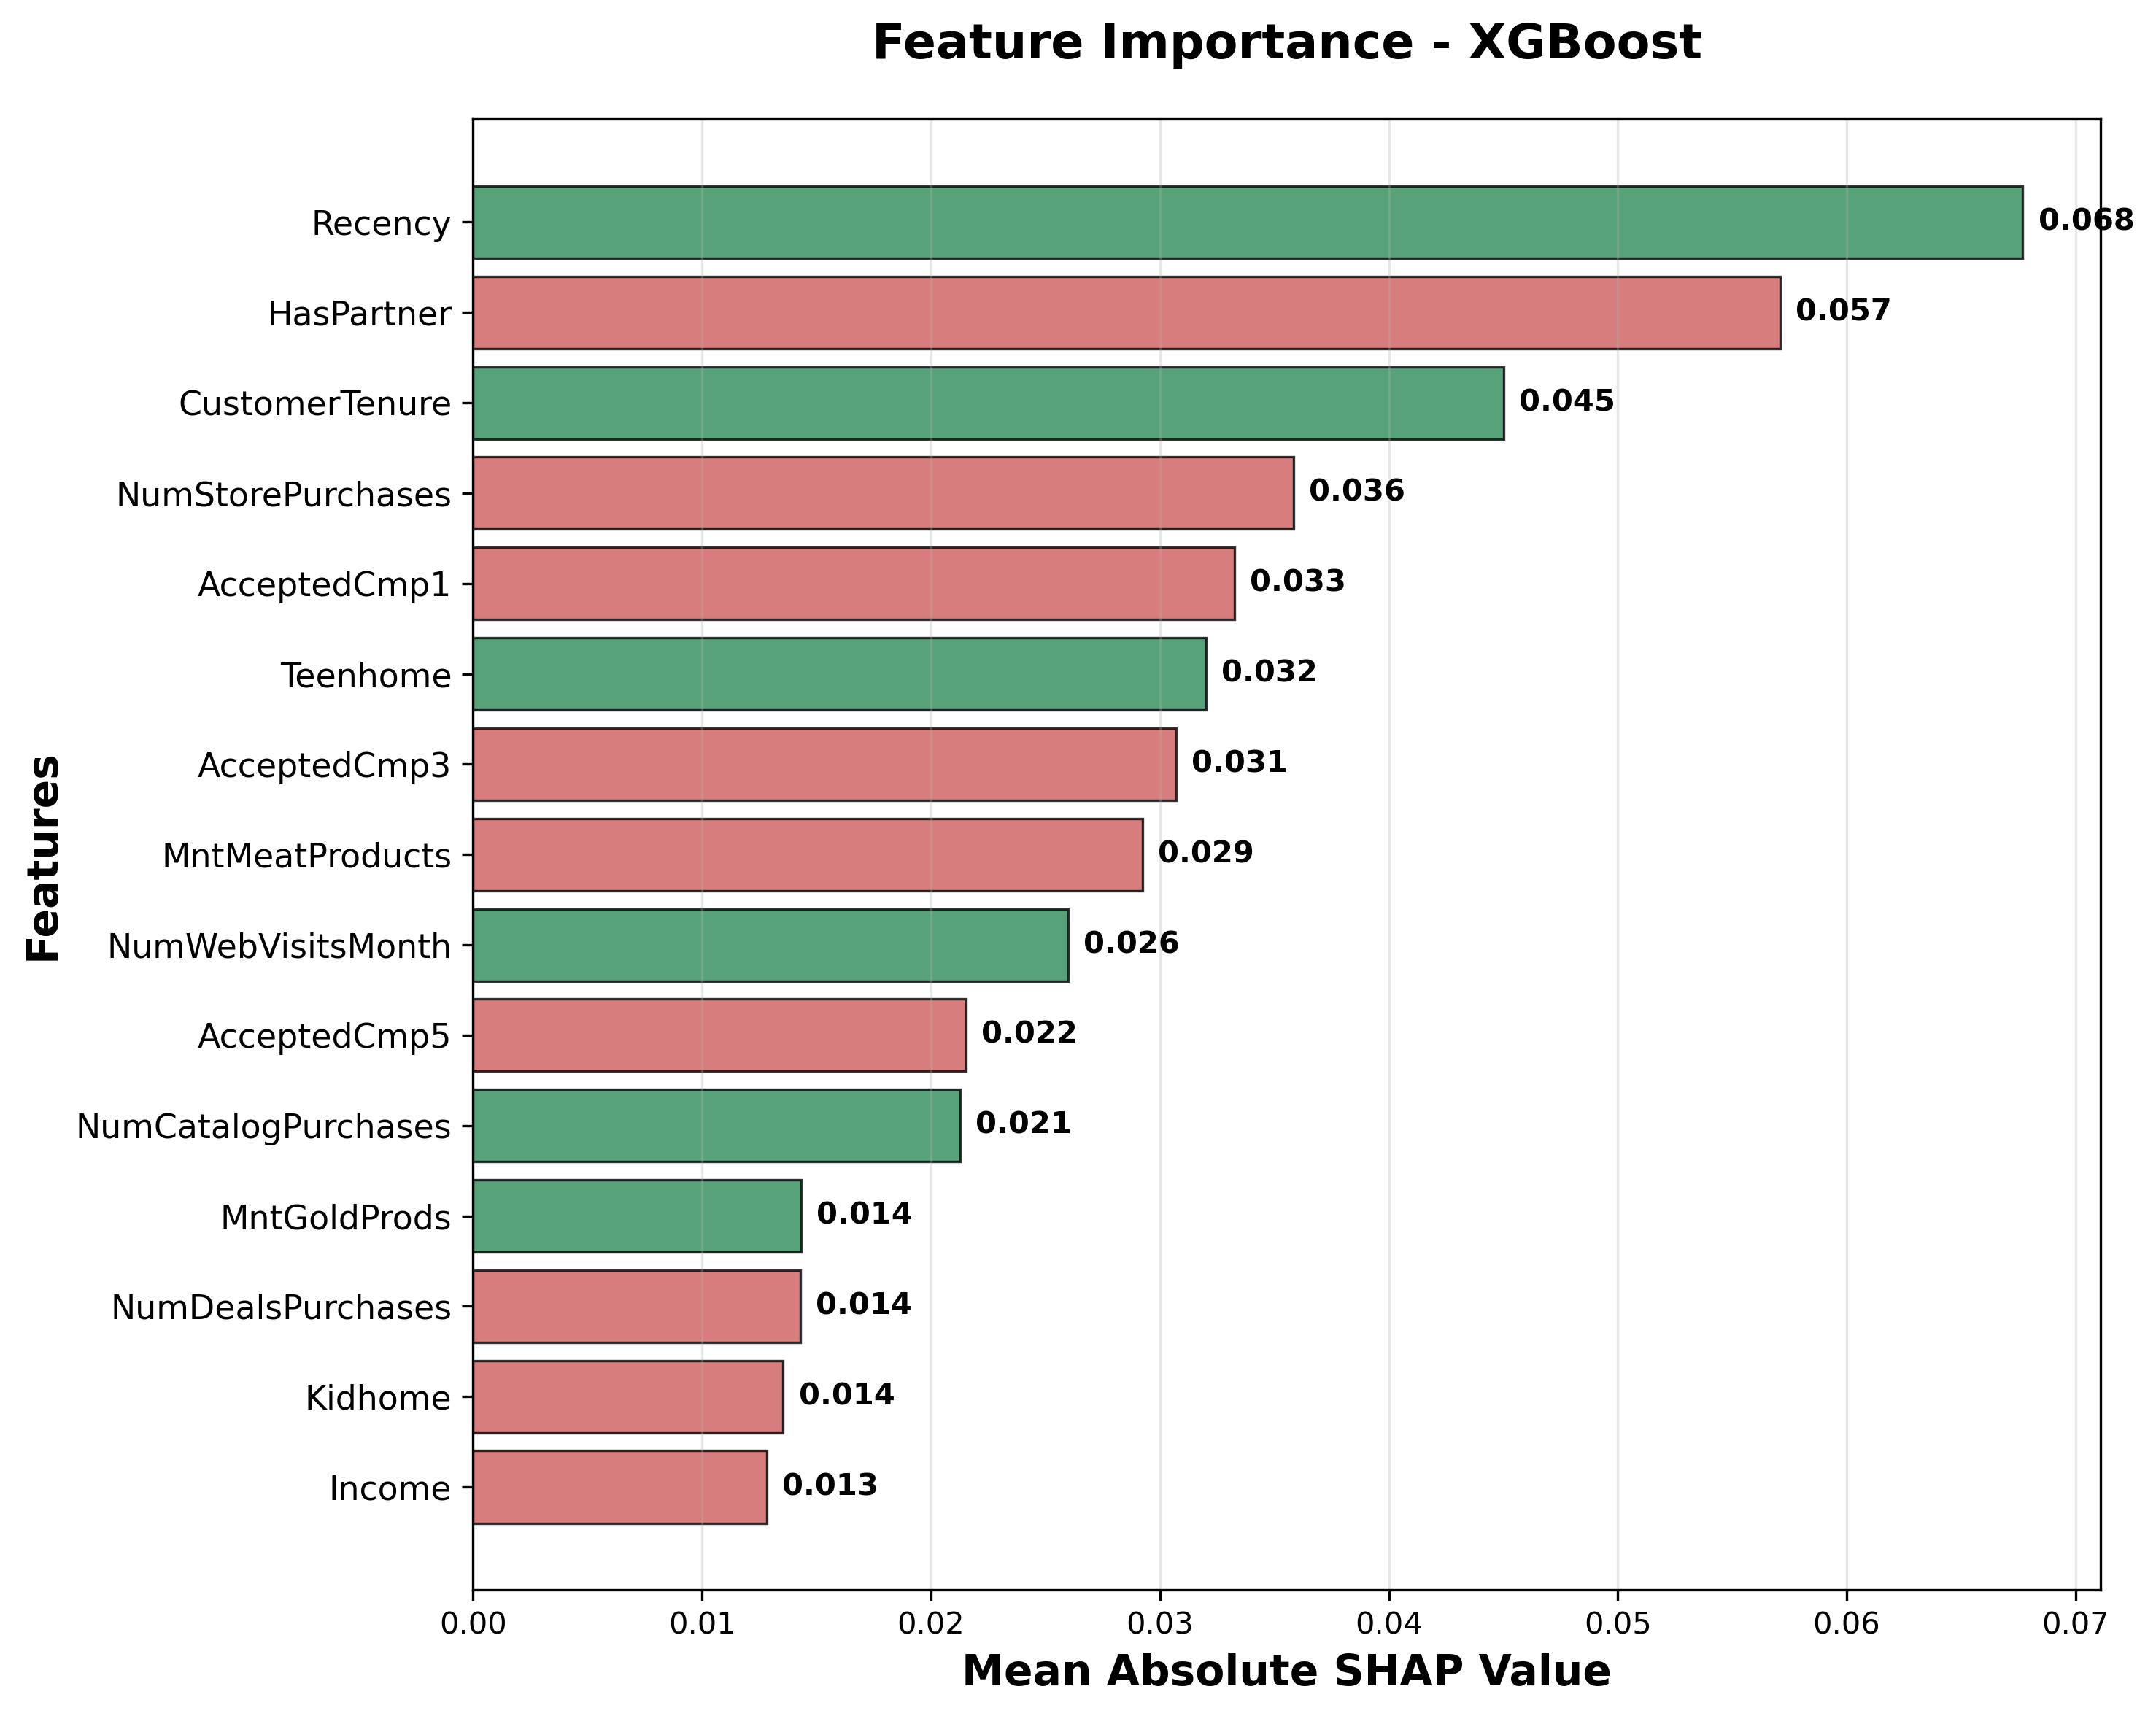 Feature Importance - XGBoost
Recency 0.068
HasPartner 0.057
CustomerTenure 0.045
NumStorePurchases 0.036
AcceptedCmp1 0.033
Teenhome 0.032
AcceptedCmp3 0.031
MntMeatProducts 0.029
NumWebVisitsMonth 0.026
AcceptedCmp5 0.022
NumCatalogPurchases 0.021
MntGoldProds 0.014
NumDealsPurchases 0.014
Kidhome 0.014
Income 0.013
Features
0.00 0.01 0.02 0.03 0.04 0.05 0.06 0.07
Mean Absolute SHAP Value